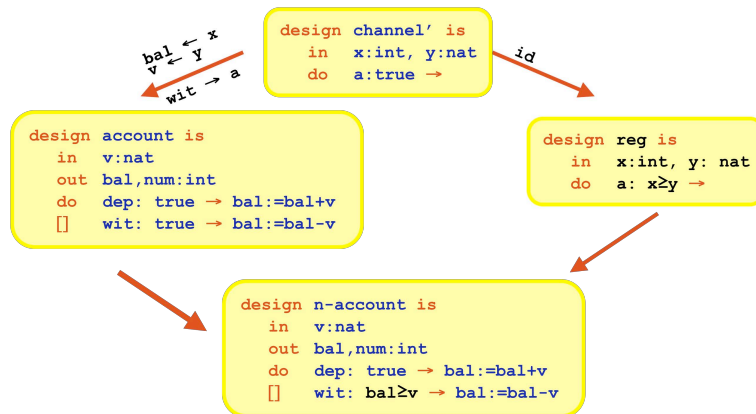 design channel’ is
in x:int, y:nat
do a:true →
bal ← x
v ← y
wit → a
id
design account is
in v:nat
out bal,num:int
do dep: true → bal:=bal+v
[] wit: true → bal:=bal-v
design reg is
in x:int, y: nat
do a: x≥y →
design n-account is
in v:nat
out bal,num:int
do dep: true → bal:=bal+v
[] wit: bal≥v → bal:=bal-v